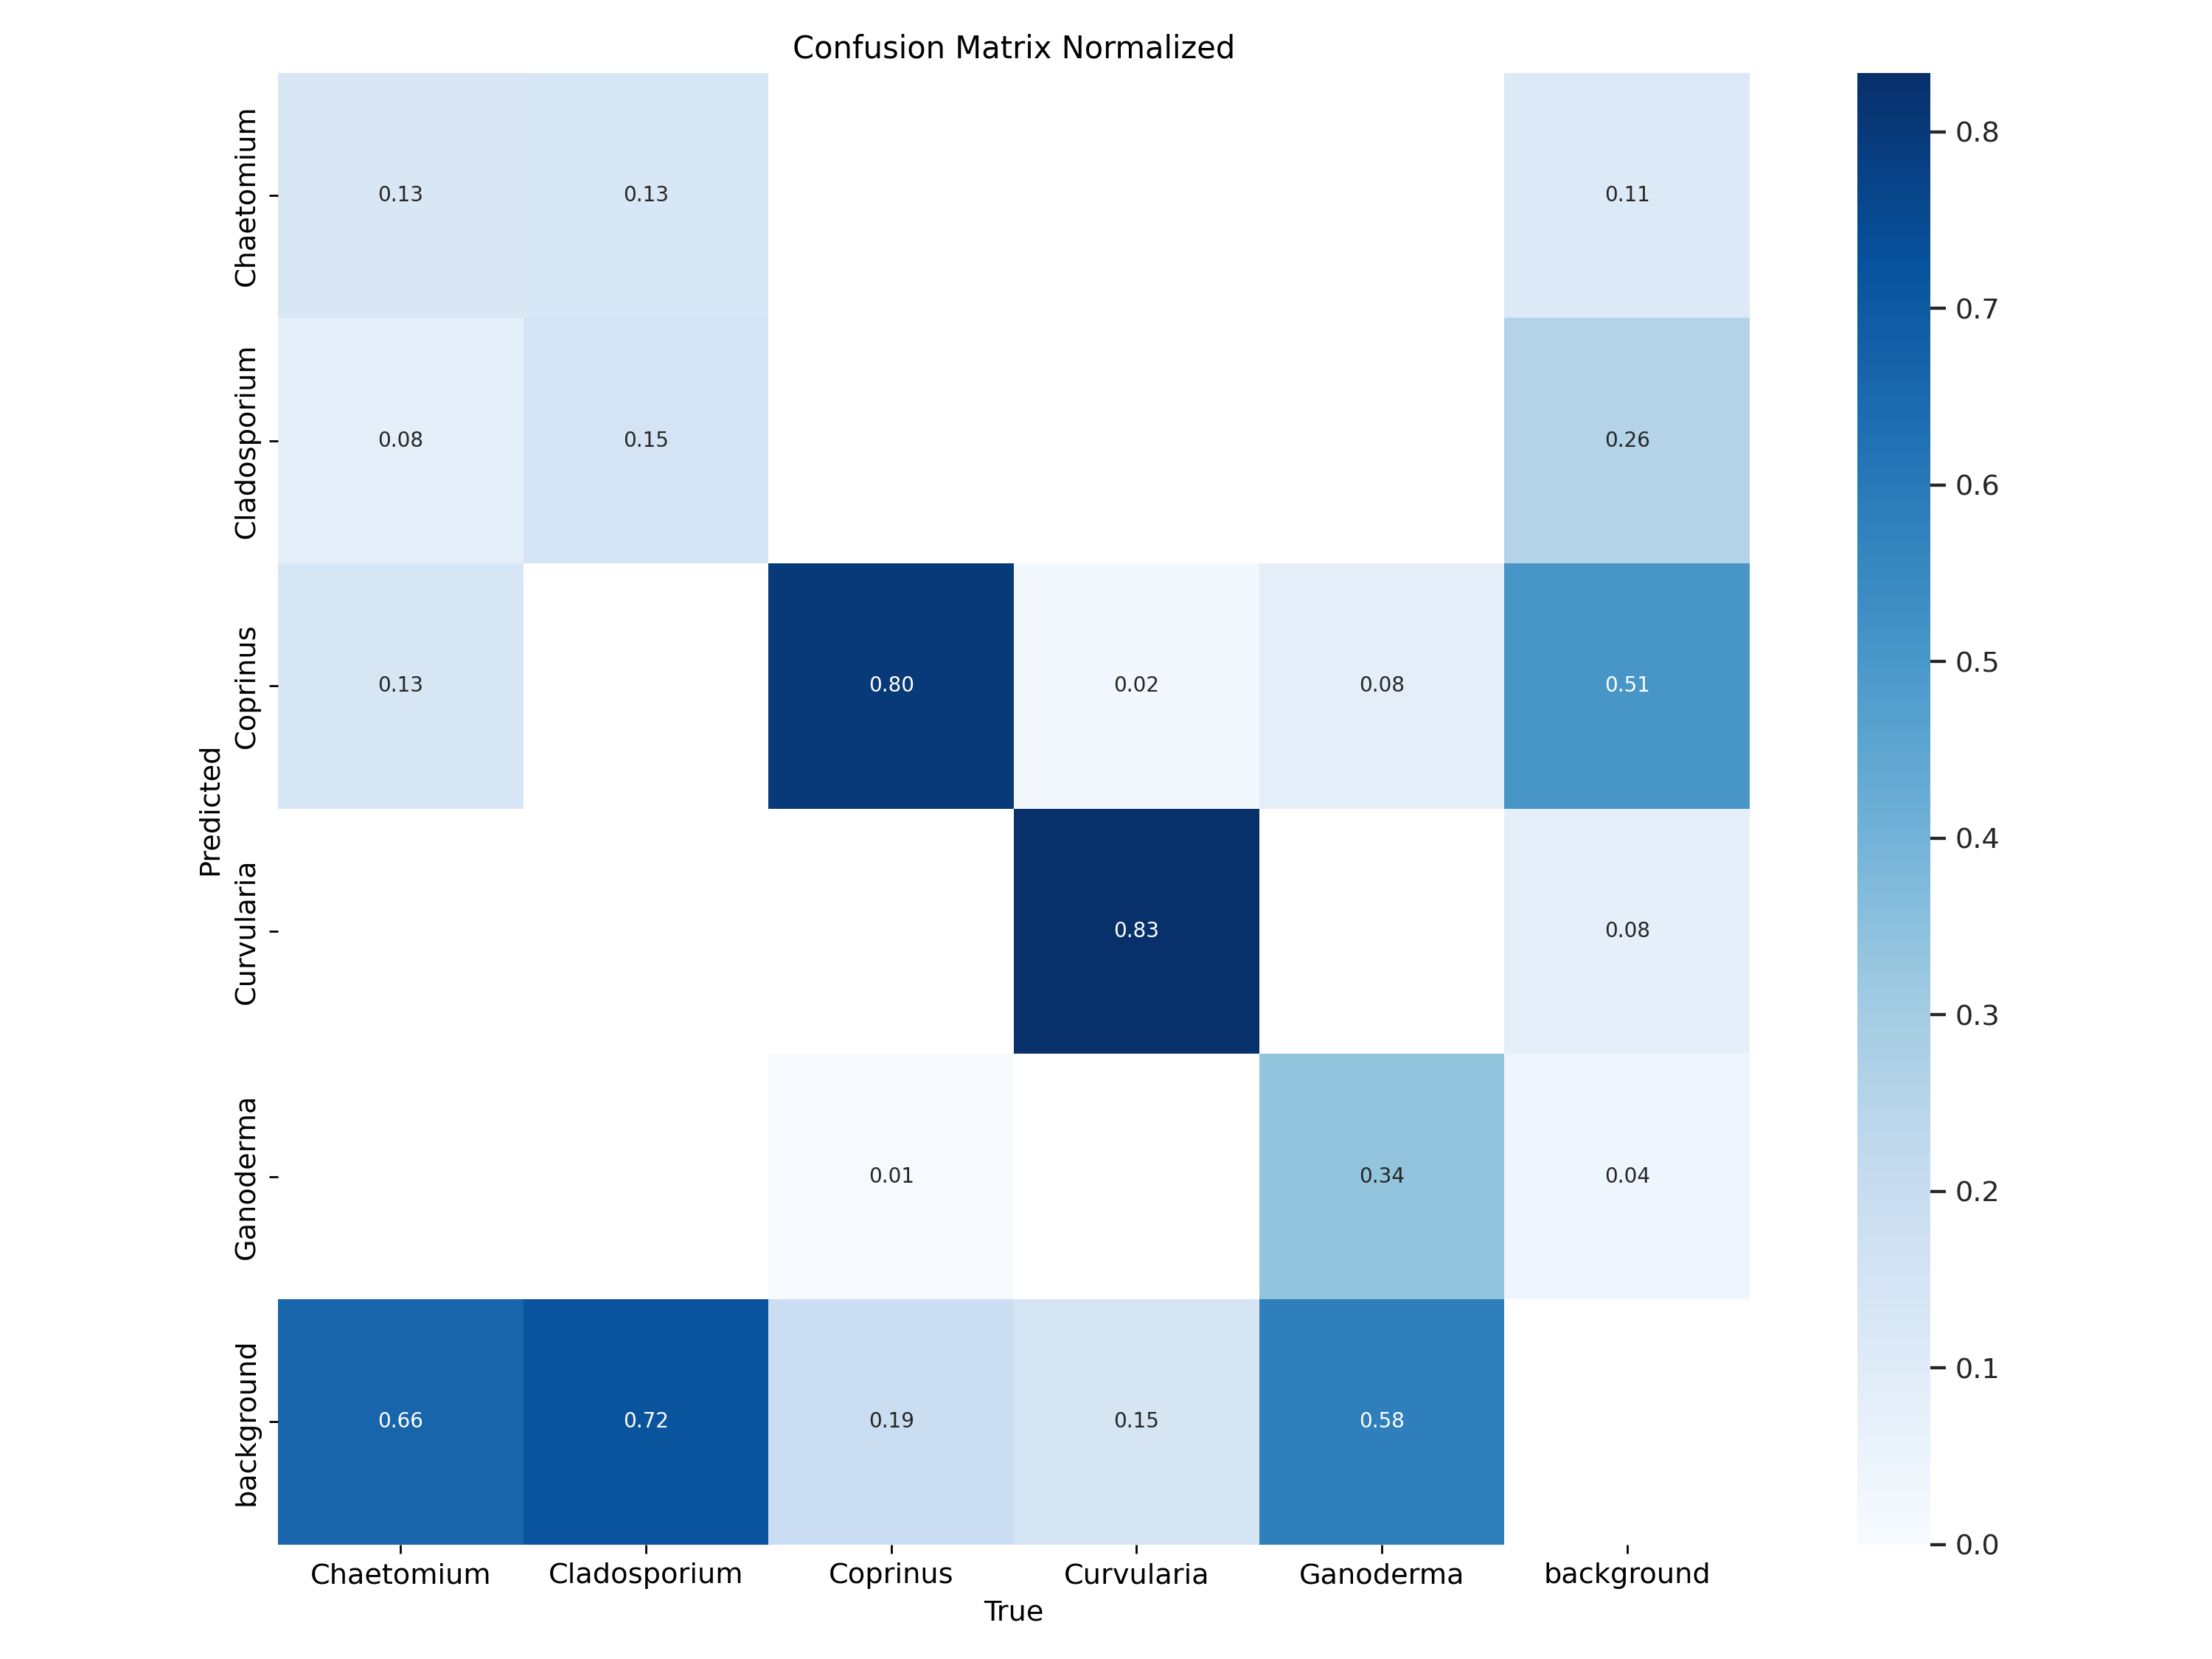 Confusion Matrix Normalized
Chaetomium
0.13 0.13 0.11
0.8
0.7
Cladosporium
0.08 0.15 0.26
0.6
Predicted
Coprinus
0.13 0.80 0.02 0.08 0.51
0.5
0.4
Curvularia
0.83 0.08
0.3
Ganoderma
0.01 0.34 0.04
0.2
background
0.66 0.72 0.19 0.15 0.58
0.1
0.0
Chaetomium Cladosporium Coprinus Curvularia Ganoderma background
True